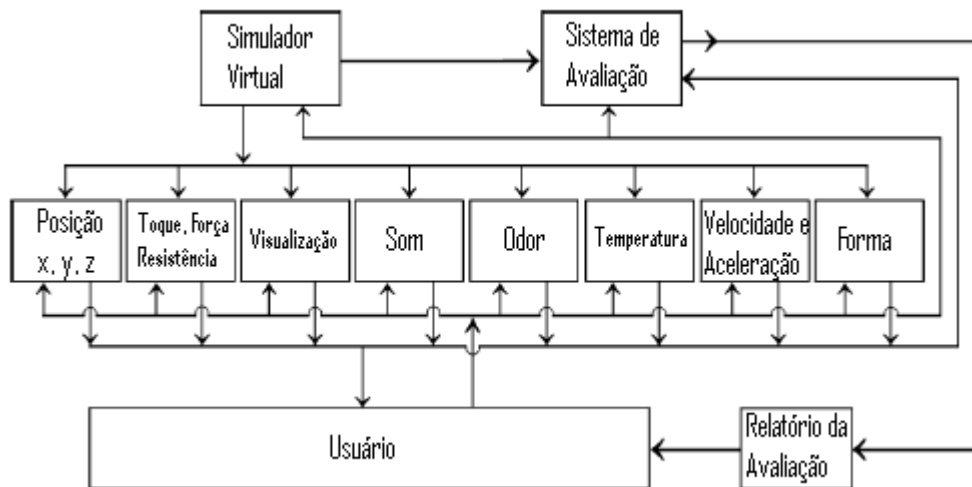 Simulador
Virtual
Sistema de
Avaliação
Posição
x, y, z
Toque, Força
Resistência
Visualização
Som
Odor
Temperatura
Velocidade e
Aceleração
Forma
Usuário
Relatório da
Avaliação